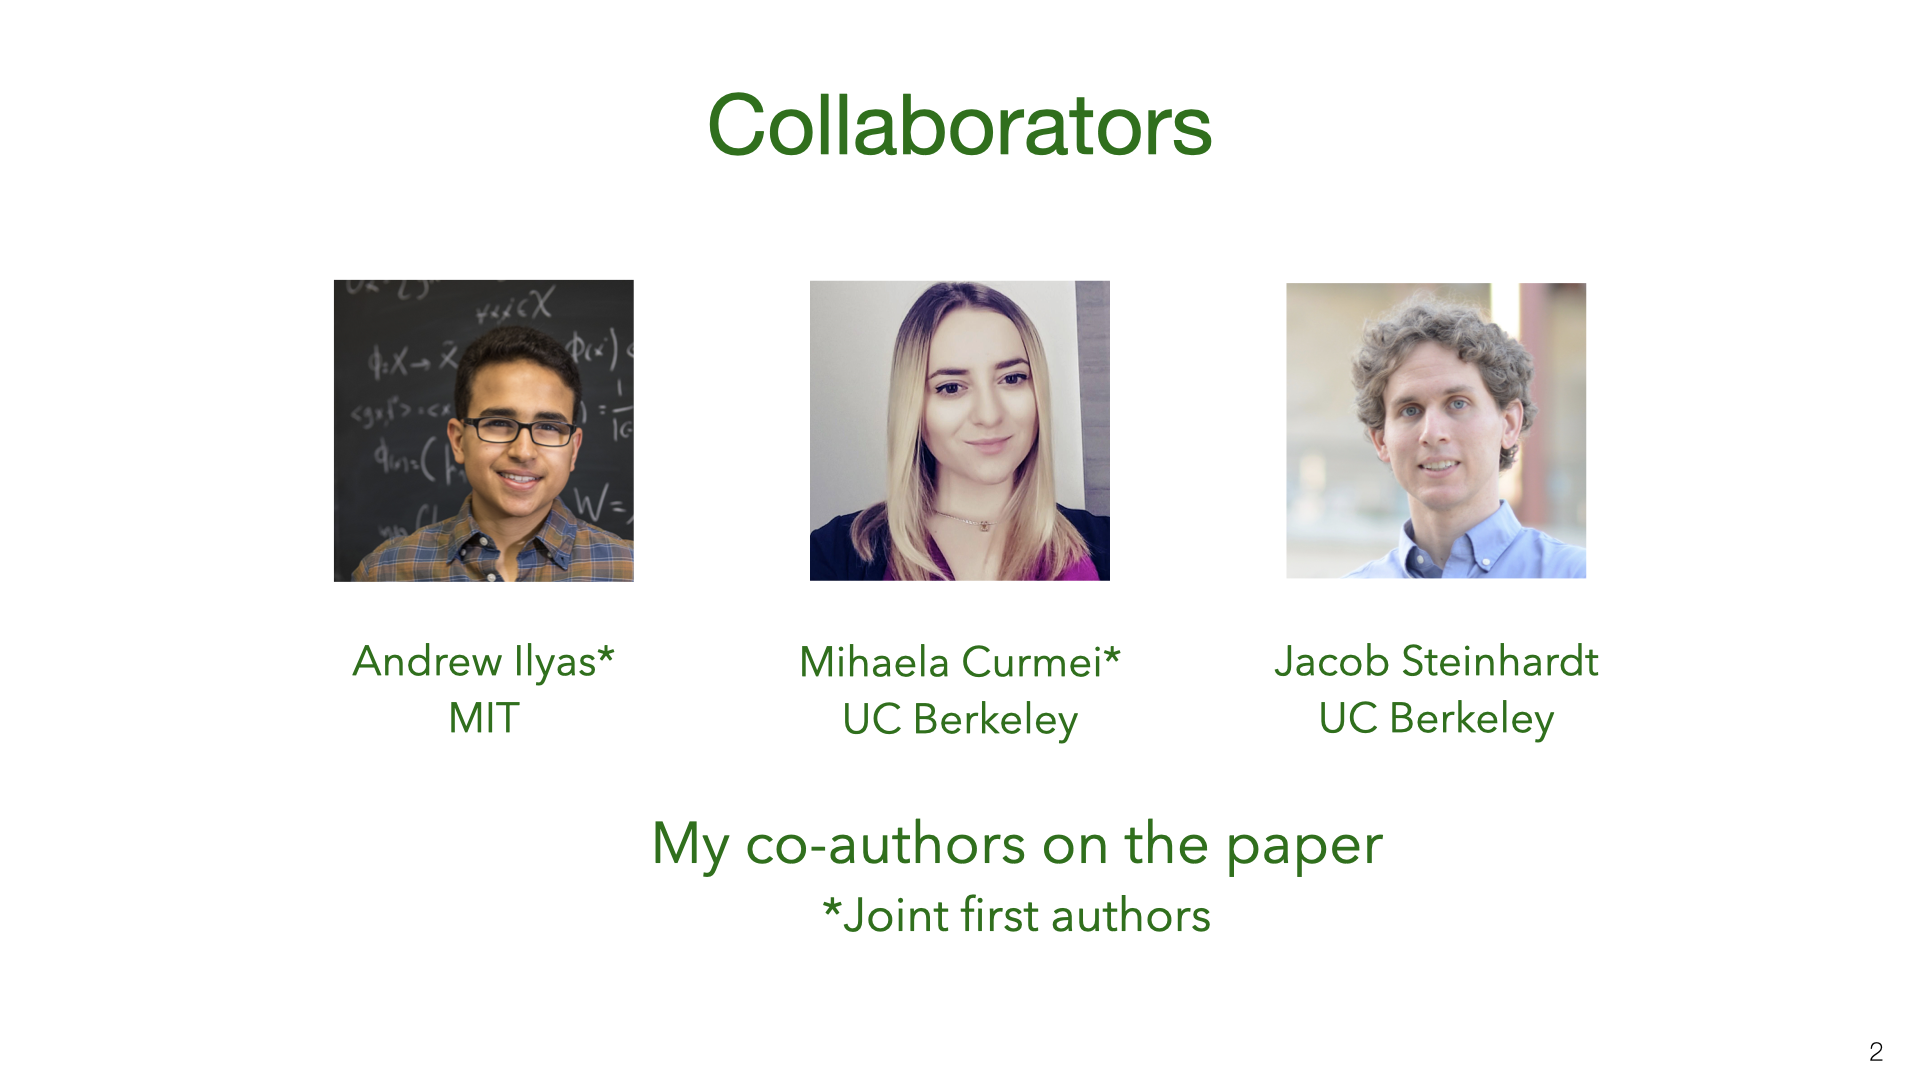 Collaborators
Andrew Ilyas*
MIT
Mihaela Curmei*
UC Berkeley
Jacob Steinhardt
UC Berkeley
My co-authors on the paper
*Joint first authors
2